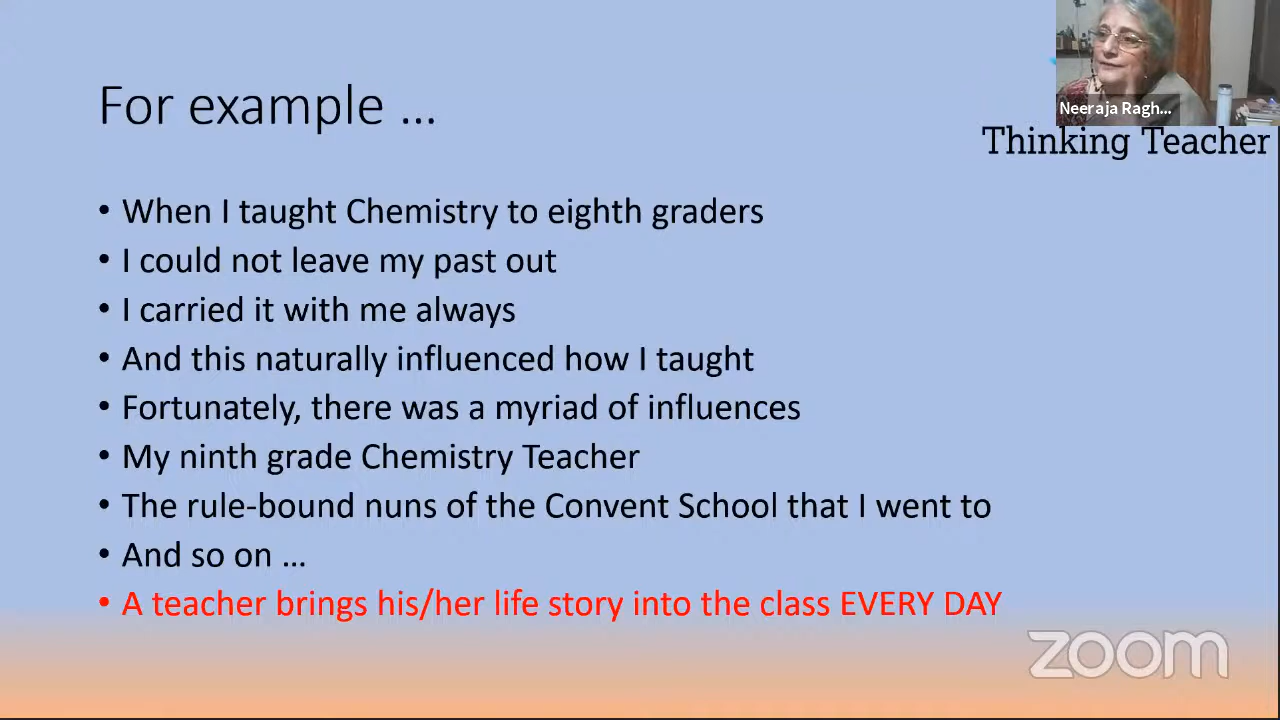 For example ...
Neeraja Ragh...
Thinking Teacher
• When I taught Chemistry to eighth graders
• I could not leave my past out
• I carried it with me always
• And this naturally influenced how I taught
• Fortunately, there was a myriad of influences
• My ninth grade Chemistry Teacher
• The rule-bound nuns of the Convent School that I went to
• And so on ...
• A teacher brings his/her life story into the class EVERY DAY
zoom